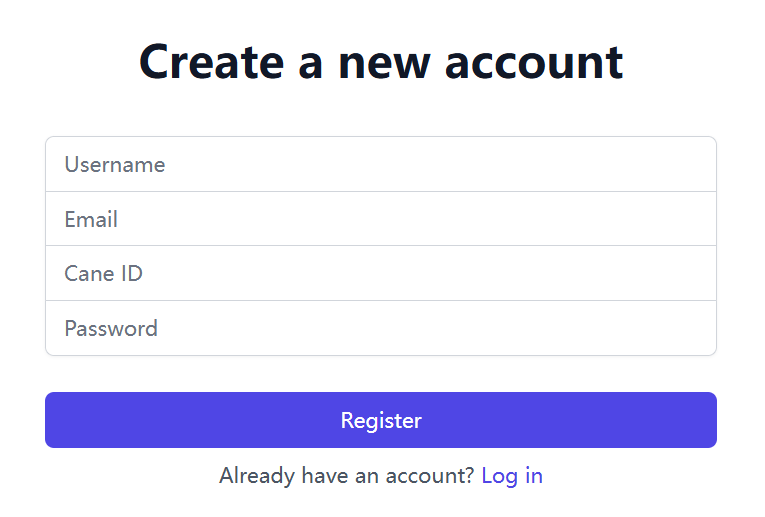 Create a new account
Username
Email
Cane ID
Password
Register
Already have an account? Log in